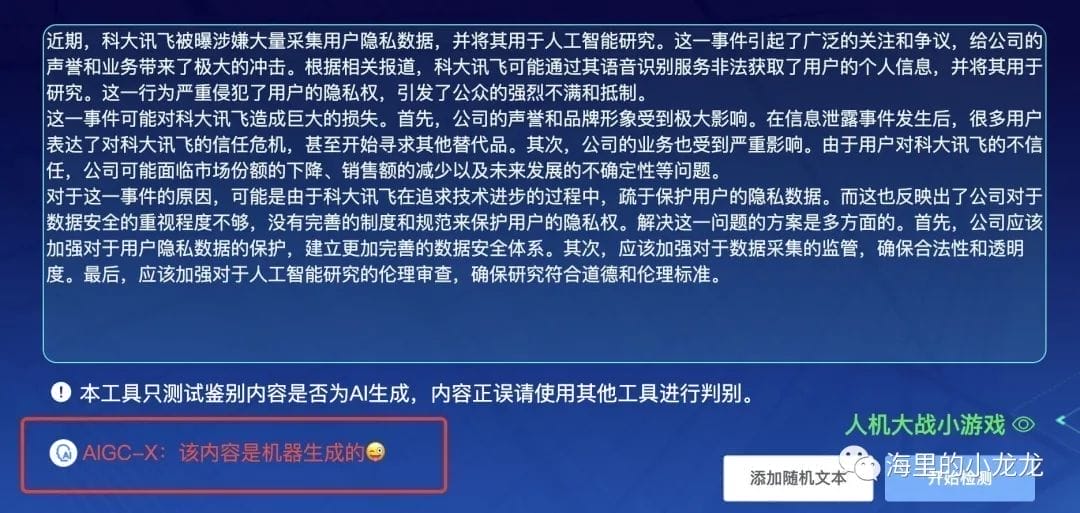 近期，科大讯飞被曝涉嫌大量采集用户隐私数据，并将其用于人工智能研究。这一事件引起了广泛的关注和争议，给公司的
声誉和业务带来了极大的冲击。根据相关报道，科大讯飞可能通过其语音识别服务非法获取了用户的个人信息，并将其用于
研究。这一行为严重侵犯了用户的隐私权，引发了公众的强烈不满和抵制。
这一事件可能对科大讯飞造成巨大的损失。首先，公司的声誉和品牌形象受到极大影响。在信息泄露事件发生后，很多用户
表达了对科大讯飞的信任危机，甚至开始寻求其他替代品。其次，公司的业务也受到严重影响。由于用户对科大讯飞的不信
任，公司可能面临市场份额的下降、销售额的减少以及未来发展的不确定性等问题。
对于这一事件的原因，可能是由于科大讯飞在追求技术进步的过程中，疏于保护用户的隐私数据。而这也反映出了公司对于
数据安全的重视程度不够，没有完善的制度和规范来保护用户的隐私权。解决这一问题的方案是多方面的。首先，公司应该
加强对于用户隐私数据的保护，建立更加完善的数据安全体系。其次，应该加强对于数据采集的监管，确保合法性和透明
度。最后，应该加强对于人工智能研究的伦理审查，确保研究符合道德和伦理标准。
本工具只测试鉴别内容是否为AI生成，内容正误请使用其他工具进行判别。
人机大战小游戏
AIGC-X：该内容是机器生成的😜
海里的小龙龙
添加随机文本
开始检测